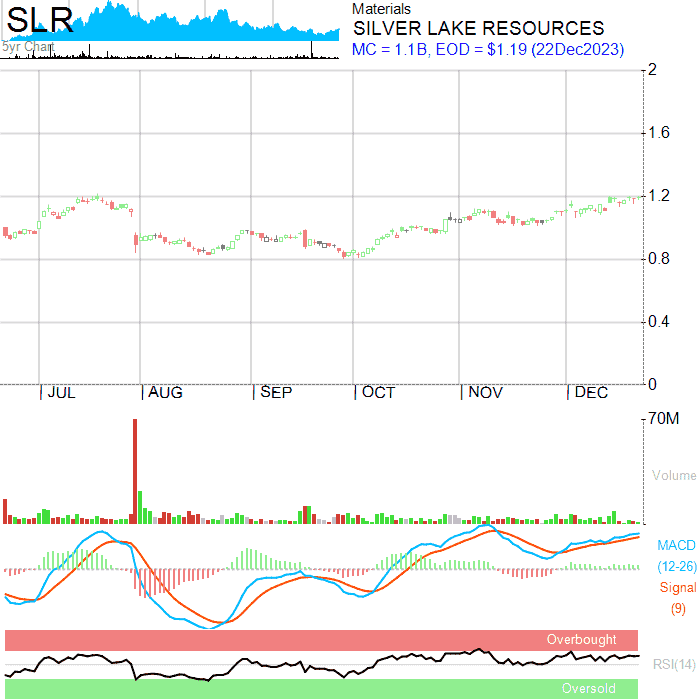 SLR
5yr Chart
Materials
SILVER LAKE RESOURCES
MC = 1.1B, EOD = $1.19 (22Dec2023)
2
1.6
1.2
0.8
0.4
0
JUL AUG SEP OCT NOV DEC
70M
Volume
MACD
(12-26)
Signal
(9)
Overbought
RSI(14)
Oversold